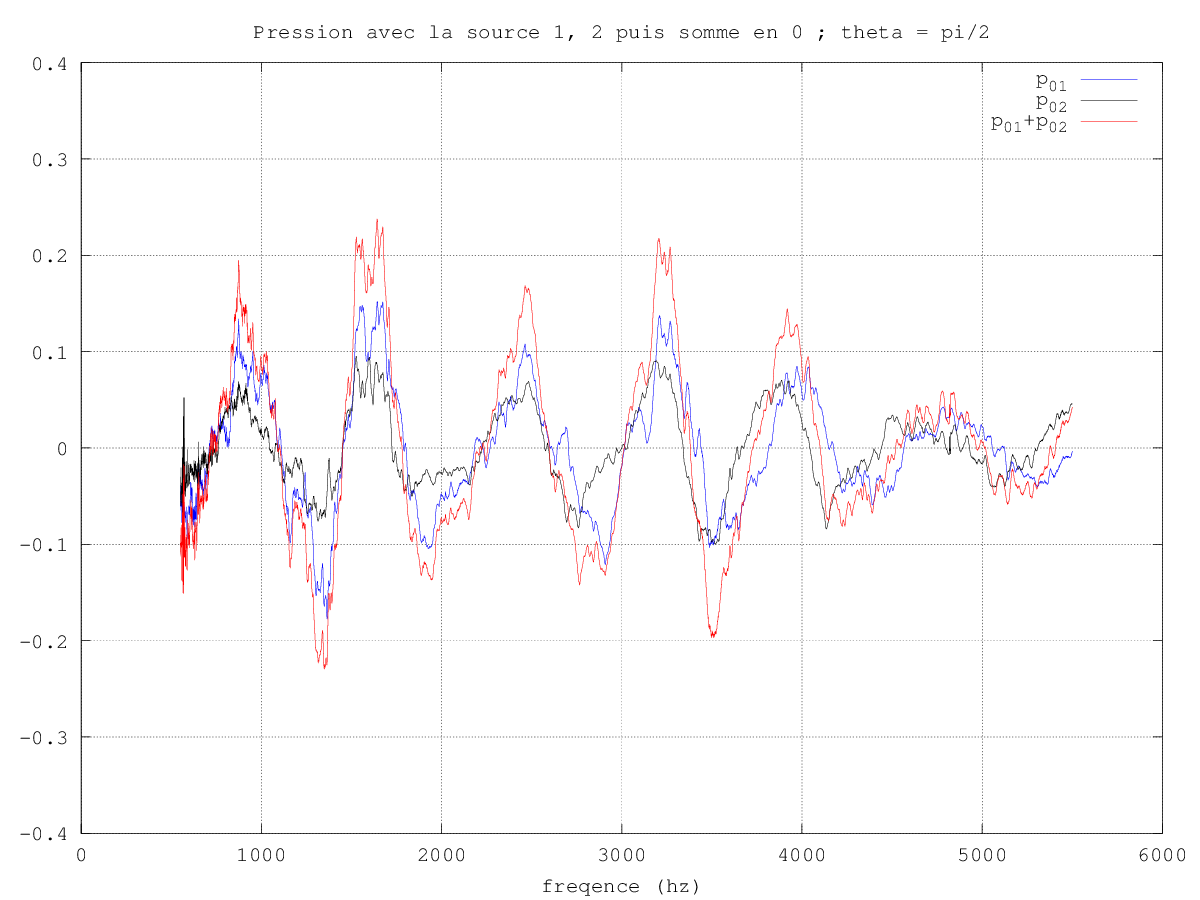 Pression avec la source 1, 2 puis somme en 0 ; theta = pi/2
0.4
p01
p02
p01+p02
0.3
0.2
0.1
0
-0.1
-0.2
-0.3
-0.4
0 1000 2000 3000 4000 5000 6000
freqence (hz)